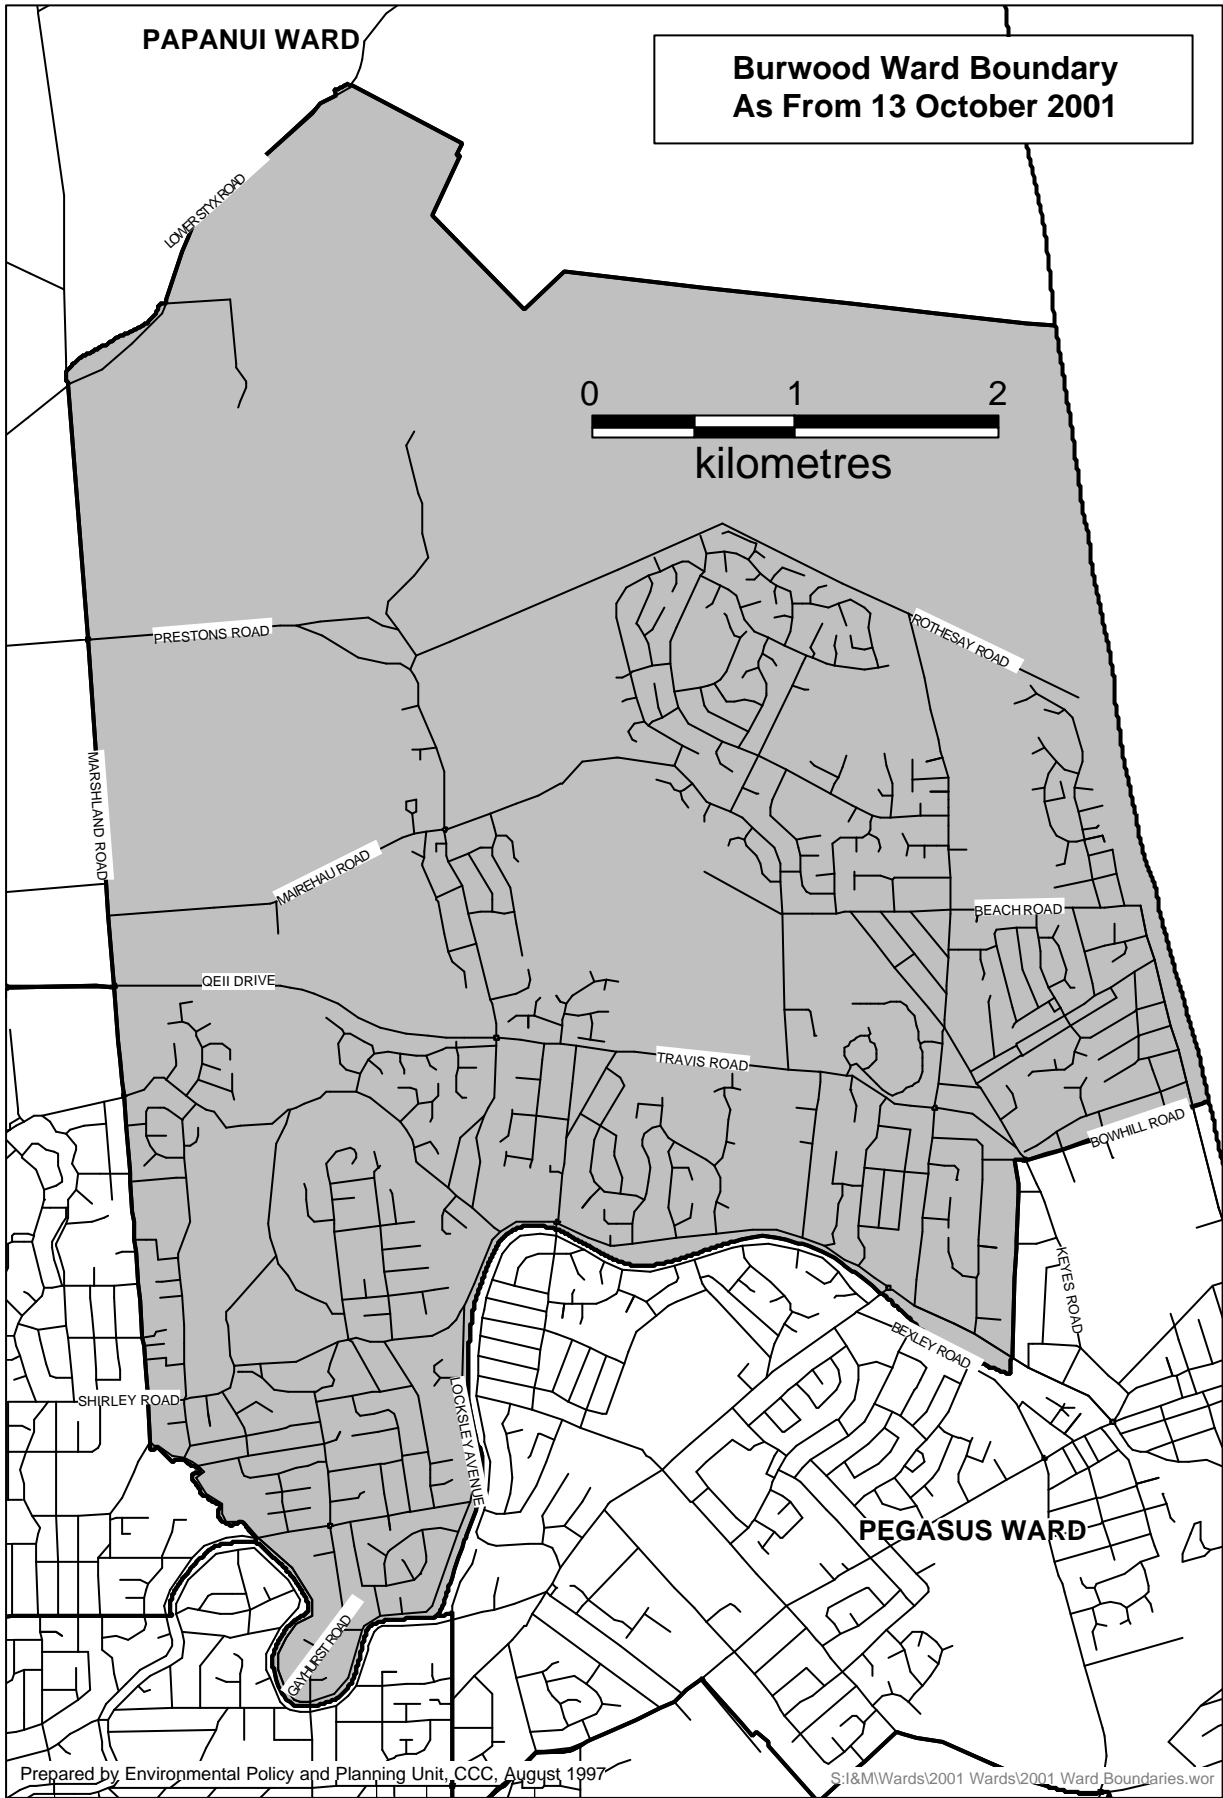 PAPANUI WARD
Burwood Ward Boundary
As From 13 October 2001
LOWER STYX ROAD
0 1 2
kilometres
PRESTONS ROAD
ROTHESAY ROAD
MARSHLAND ROAD
MAIREHAU ROAD
BEACH ROAD
QEII DRIVE
TRAVIS ROAD
BOWHILL ROAD
KEYES ROAD
BEXLEY ROAD
SHIRLEY ROAD
LOCKSLEY AVENUE
PEGASUS WARD
GAYHURST ROAD
Prepared by Environmental Policy and Planning Unit, CCC, August 1997
S:I&M\Wards\2001 Wards\2001 Ward Boundaries.wor